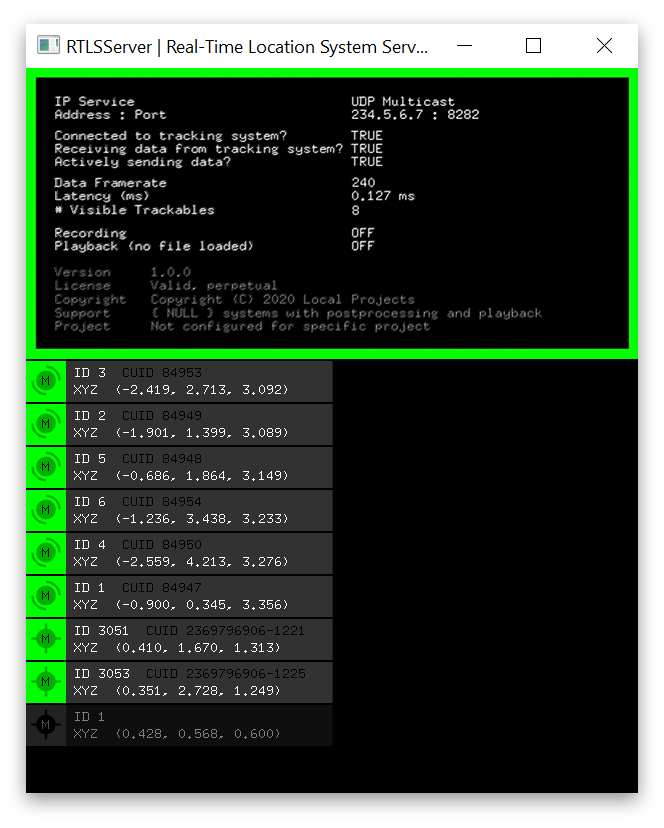 RTLSServer | Real-Time Location System Serv...
IP Service UDP Multicast
Address : Port 234.5.6.7 : 8282
Connected to tracking system? TRUE
Receiving data from tracking system? TRUE
Actively sending data? TRUE
Data Framerate 240
Latency (ms) 0.127 ms
# Visible Trackables 8
Recording OFF
Playback (no file loaded) OFF
Version 1.0.0
License Valid, perpetual
Copyright Copyright (C) 2020 Local Projects
Support { NULL } systems with postprocessing and playback
Project Not configured for specific project
M ID 3 CUID 84953
XYZ (-2.419, 2.713, 3.092)
M ID 2 CUID 84949
XYZ (-1.901, 1.399, 3.089)
M ID 5 CUID 84948
XYZ (-0.686, 1.864, 3.149)
M ID 6 CUID 84954
XYZ (-1.236, 3.438, 3.233)
M ID 4 CUID 84950
XYZ (-2.559, 4.213, 3.276)
M ID 1 CUID 84947
XYZ (-0.900, 0.345, 3.356)
M ID 3051 CUID 2369796906-1221
XYZ (0.410, 1.670, 1.313)
M ID 3053 CUID 2369796906-1225
XYZ (0.351, 2.728, 1.249)
M ID 1
XYZ (0.428, 0.568, 0.600)